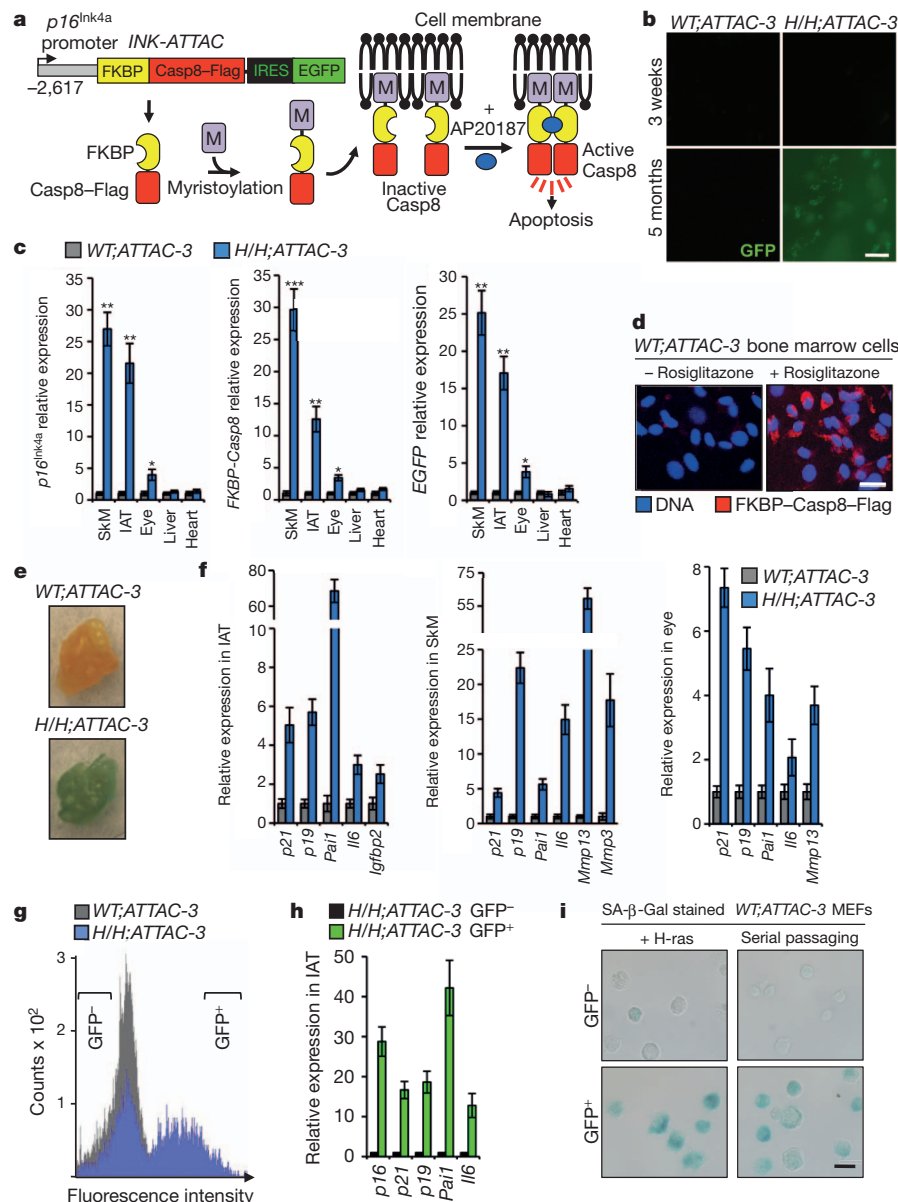 a
p16Ink4a
promoter
INK-ATTAC
FKBP
Casp8–Flag
IRES
EGFP
–2,617
FKBP
Casp8–Flag
M
Myristoylation
M
Cell membrane
M
M
+
AP20187
M
M
Inactive
Casp8
Active
Casp8
Apoptosis
b
WT;ATTAC-3
H/H;ATTAC-3
3 weeks
5 months
GFP
c
WT;ATTAC-3
H/H;ATTAC-3
p16Ink4a relative expression
35
30
25
20
15
10
5
0
**
**
*
SkM
IAT
Eye
Liver
Heart
FKBP-Casp8 relative expression
35
30
25
20
15
10
5
0
***
**
*
SkM
IAT
Eye
Liver
Heart
EGFP relative expression
30
25
20
15
10
5
0
**
**
*
SkM
IAT
Eye
Liver
Heart
d
WT;ATTAC-3 bone marrow cells
– Rosiglitazone
+ Rosiglitazone
DNA
FKBP–Casp8–Flag
e
WT;ATTAC-3
H/H;ATTAC-3
f
Relative expression in IAT
80
70
60
8
6
4
2
0
p21
p19
Pai1
Il6
Igfbp2
Relative expression in SkM
75
55
25
20
15
10
5
0
p21
p19
Pai1
Il6
Mmp13
Mmp3
WT;ATTAC-3
H/H;ATTAC-3
Relative expression in eye
8
6
4
2
0
p21
p19
Pai1
Il6
Mmp13
g
WT;ATTAC-3
H/H;ATTAC-3
Counts x 10²
3
2
1
GFP–
GFP+
Fluorescence intensity
h
H/H;ATTAC-3 GFP–
H/H;ATTAC-3 GFP+
Relative expression in IAT
50
40
30
20
10
0
p16
p21
p19
Pai1
Il6
i
SA-β-Gal stained
WT;ATTAC-3 MEFs
+ H-ras
Serial passaging
GFP–
GFP+